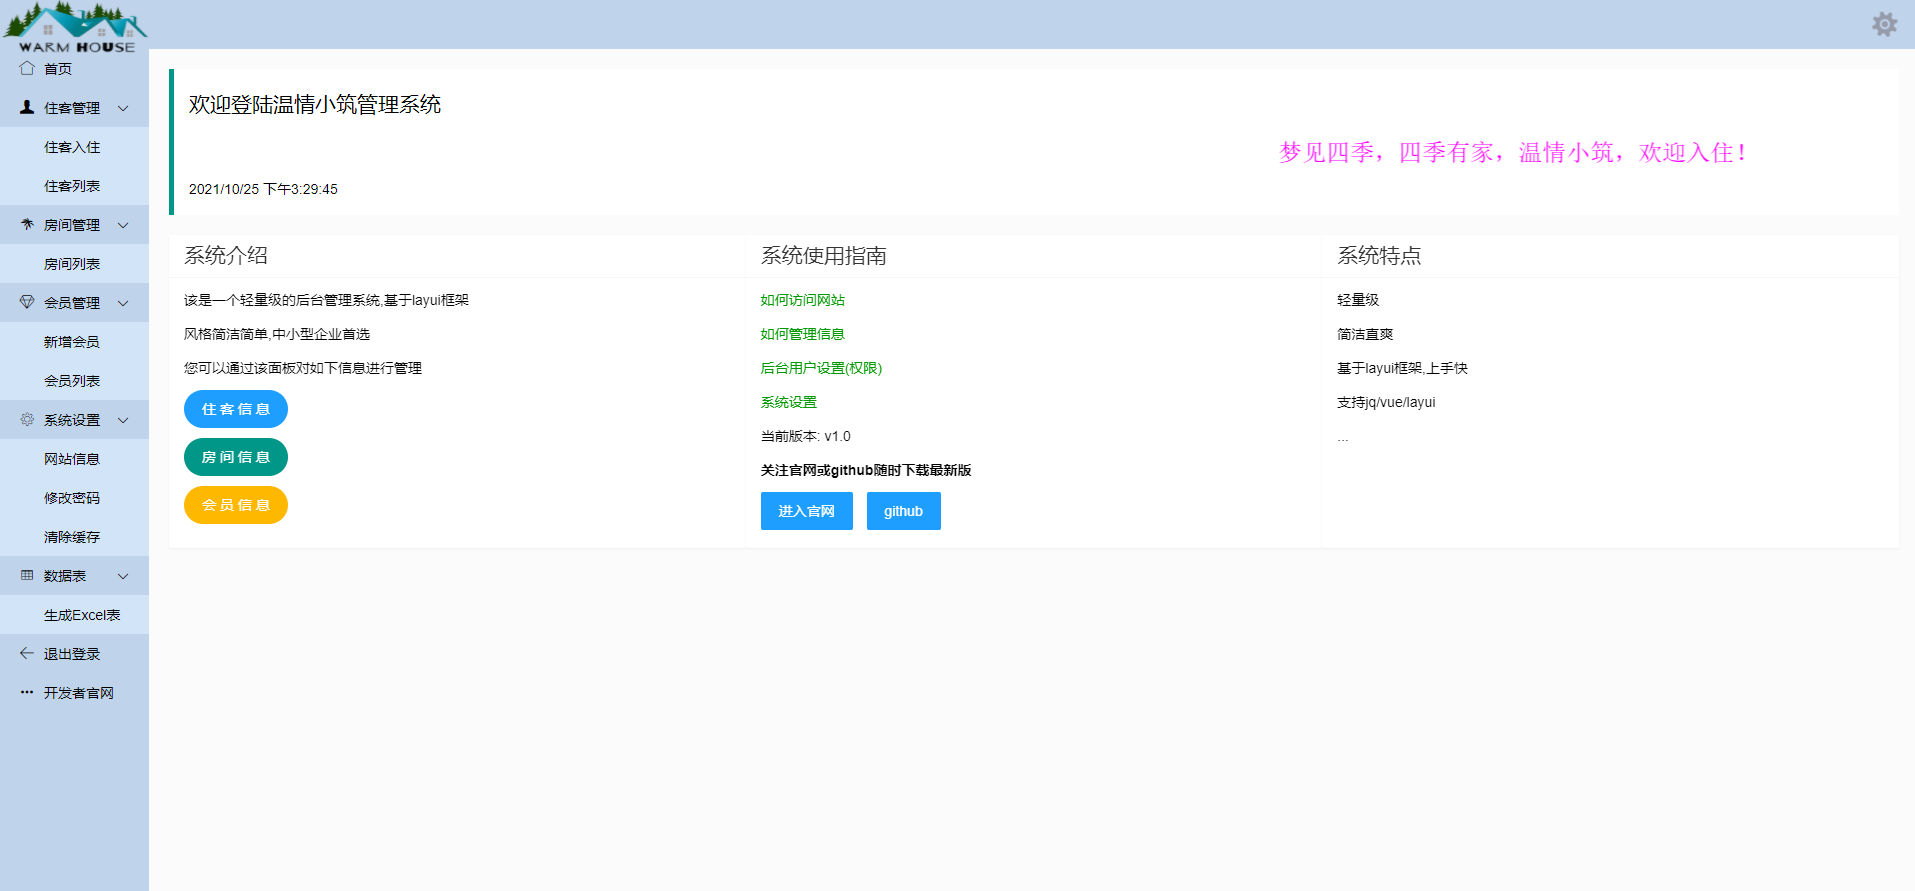 WARM HOUSE
首页
住客管理
住客入住
住客列表
房间管理
房间列表
会员管理
新增会员
会员列表
系统设置
网站信息
修改密码
清除缓存
数据表
生成Excel表
退出登录
开发者官网
欢迎登陆温情小筑管理系统
梦见四季，四季有家，温情小筑，欢迎入住！
2021/10/25 下午3:29:45
系统介绍
该是一个轻量级的后台管理系统,基于layui框架
风格简洁简单,中小型企业首选
您可以通过该面板对如下信息进行管理
住客信息
房间信息
会员信息
系统使用指南
如何访问网站
如何管理信息
后台用户设置(权限)
系统设置
当前版本: v1.0
关注官网或github随时下载最新版
进入官网 github
系统特点
轻量级
简洁直爽
基于layui框架,上手快
支持jq/vue/layui
...